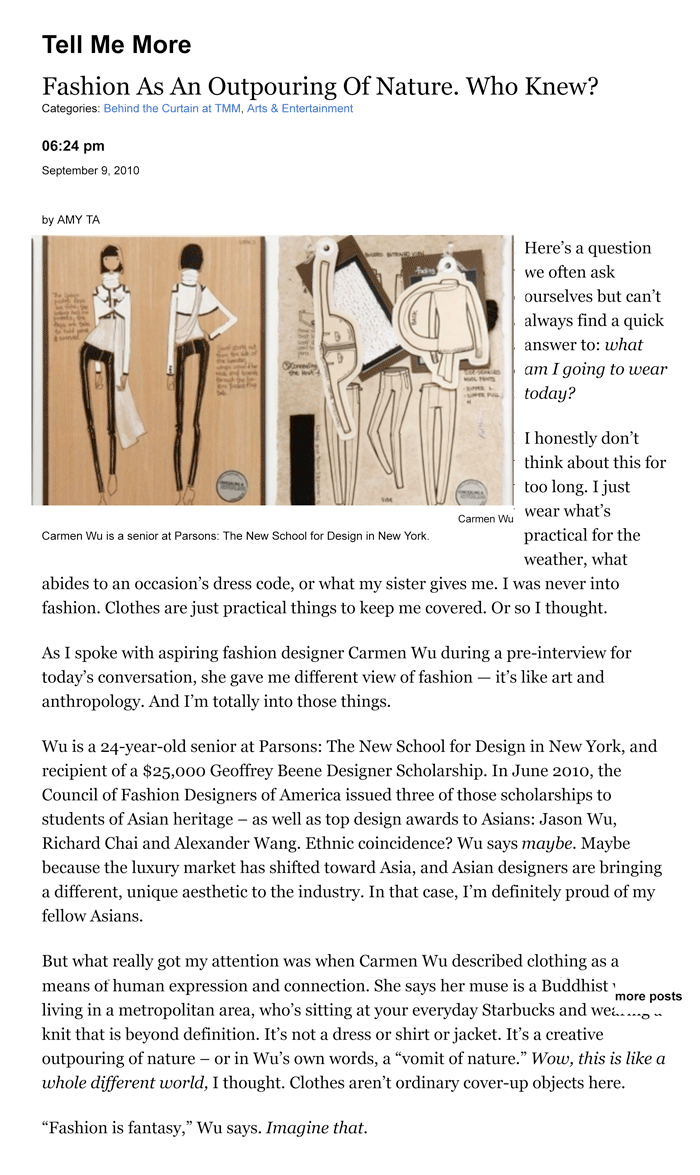 Tell Me More
Fashion As An Outpouring Of Nature. Who Knew?
Categories: Behind the Curtain at TMM, Arts & Entertainment
06:24 pm
September 9, 2010
by AMY TA
Carmen Wu
Carmen Wu is a senior at Parsons: The New School for Design in New York.
Here’s a question
we often ask
ourselves but can’t
always find a quick
answer to: what
am I going to wear
today?
I honestly don’t
think about this for
too long. I just
wear what’s
practical for the
weather, what
abides to an occasion’s dress code, or what my sister gives me. I was never into
fashion. Clothes are just practical things to keep me covered. Or so I thought.
As I spoke with aspiring fashion designer Carmen Wu during a pre-interview for
today’s conversation, she gave me different view of fashion — it’s like art and
anthropology. And I’m totally into those things.
Wu is a 24-year-old senior at Parsons: The New School for Design in New York, and
recipient of a $25,000 Geoffrey Beene Designer Scholarship. In June 2010, the
Council of Fashion Designers of America issued three of those scholarships to
students of Asian heritage – as well as top design awards to Asians: Jason Wu,
Richard Chai and Alexander Wang. Ethnic coincidence? Wu says maybe. Maybe
because the luxury market has shifted toward Asia, and Asian designers are bringing
a different, unique aesthetic to the industry. In that case, I’m definitely proud of my
fellow Asians.
But what really got my attention was when Carmen Wu described clothing as a
means of human expression and connection. She says her muse is a Buddhist
more posts
living in a metropolitan area, who’s sitting at your everyday Starbucks and
knit that is beyond definition. It’s not a dress or shirt or jacket. It’s a creative
outpouring of nature – or in Wu’s own words, a “vomit of nature.” Wow, this is like a
whole different world, I thought. Clothes aren’t ordinary cover-up objects here.
“Fashion is fantasy,” Wu says. Imagine that.